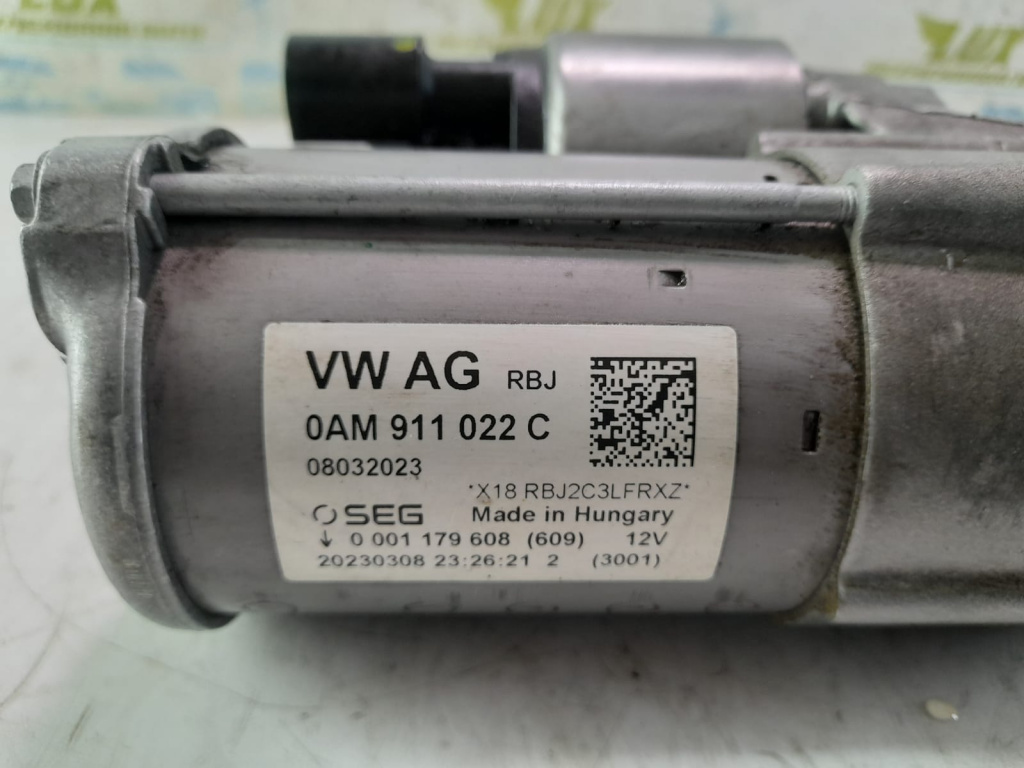 VW AG RBJ
0AM 911 022 C
08032023
*X18 RBJ2C3LFRXZ*
SEG Made in Hungary
0 001 179 608 (609) 12V
20230308 23:26:21 2 (3001)